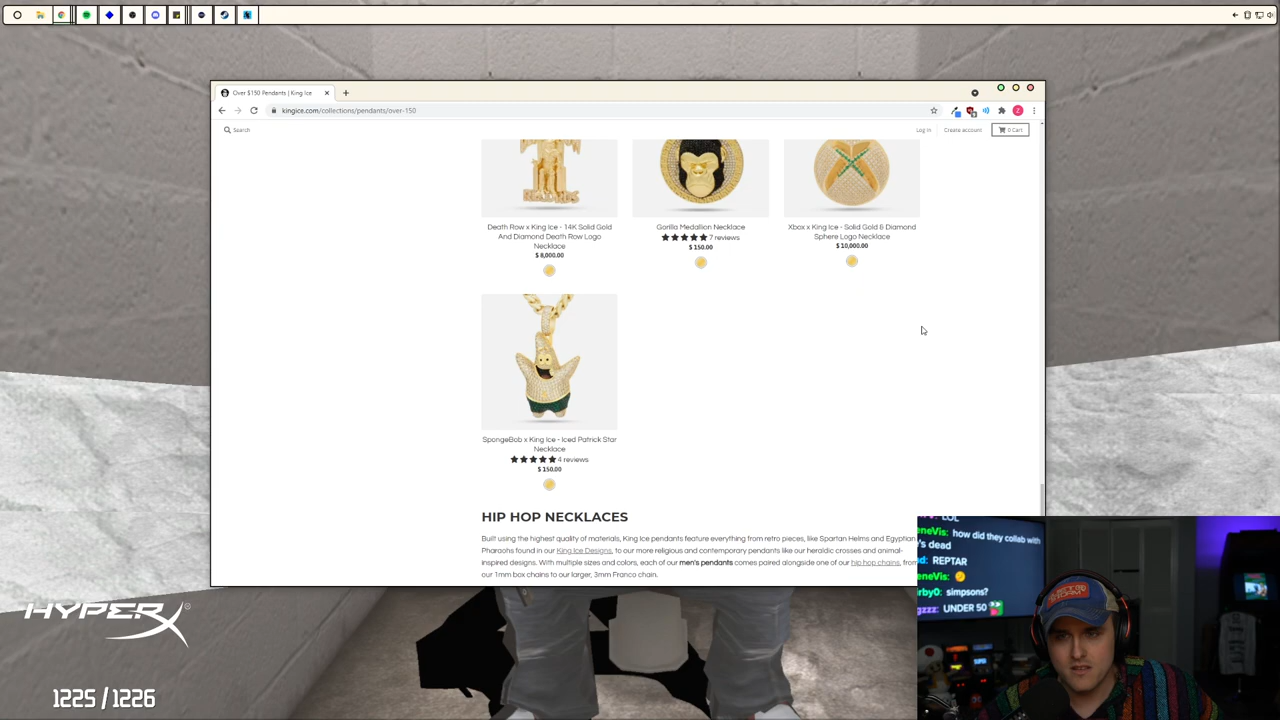 Over $150 Pendants | King Ice
kingice.com/collections/pendants/over-150
Search
Log in
Create account
0 Cart
Death Row x King Ice - 14K Solid Gold
And Diamond Death Row Logo
Necklace
$ 8,000.00
Gorilla Medallion Necklace
7 reviews
$ 150.00
Xbox x King Ice - Solid Gold & Diamond
Sphere Logo Necklace
$ 10,000.00
SpongeBob x King Ice - Iced Patrick Star
Necklace
4 reviews
$ 150.00
HIP HOP NECKLACES
Built using the highest quality of materials, King Ice pendants feature everything from retro pieces, like Spartan Helms and Egyptian
Pharaohs found in our King Ice Designs, to our more religious and contemporary pendants like our heraldic crosses and animal-
inspired designs. With multiple sizes and colors, each of our men's pendants comes paired alongside one of our hip hop chains, from
our 1mm box chains to our larger, 3mm Franco chain.
LOL
eneVis: how did they collab with
's dead
d: REPTAR
eneVis:
irby0: simpsons?
gzzz: UNDER 50
HYPERX
1225 / 1226